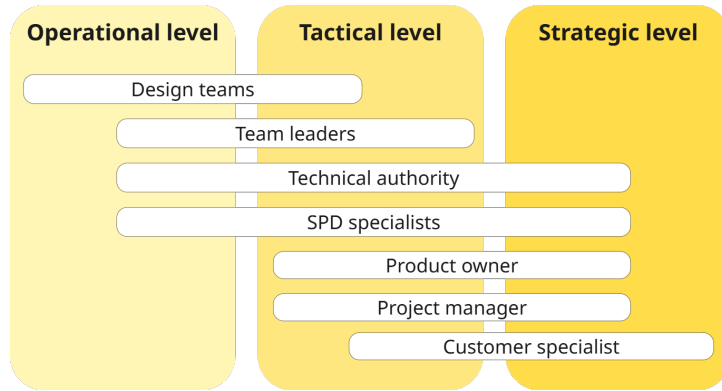 Operational level
Tactical level
Strategic level
Design teams
Team leaders
Technical authority
SPD specialists
Product owner
Project manager
Customer specialist